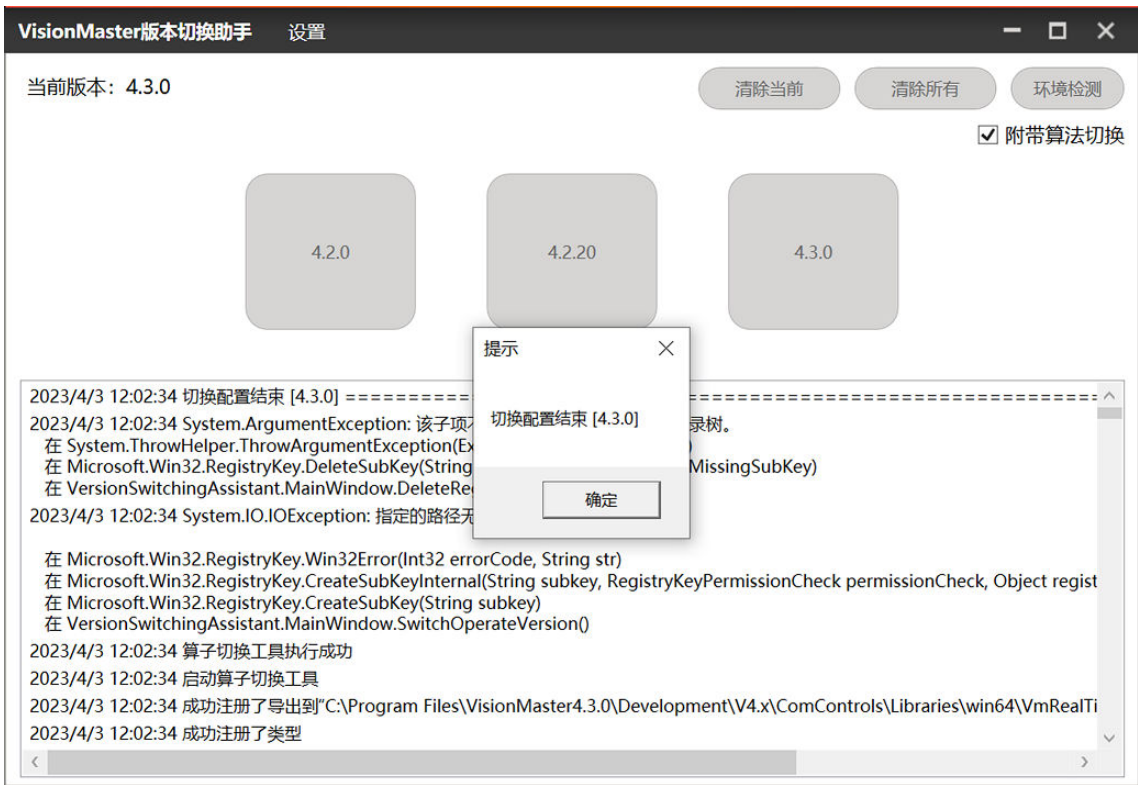 VisionMaster版本切换助手 设置
当前版本：4.3.0
清除当前 清除所有 环境检测
附带算法切换
4.2.0 4.2.20 4.3.0
提示
切换配置结束 [4.3.0]
确定
2023/4/3 12:02:34 切换配置结束 [4.3.0] =
2023/4/3 12:02:34 System.ArgumentException: 该子项 录树。
在 System.ThrowHelper.ThrowArgumentException(Ex )
在 Microsoft.Win32.RegistryKey.DeleteSubKey(String MissingSubKey)
在 VersionSwitchingAssistant.MainWindow.DeleteRe
2023/4/3 12:02:34 System.IO.IOException: 指定的路径无
在 Microsoft.Win32.RegistryKey.Win32Error(Int32 errorCode, String str)
在 Microsoft.Win32.RegistryKey.CreateSubKeyInternal(String subkey, RegistryKeyPermissionCheck permissionCheck, Object regist
在 Microsoft.Win32.RegistryKey.CreateSubKey(String subkey)
在 VersionSwitchingAssistant.MainWindow.SwitchOperateVersion()
2023/4/3 12:02:34 算子切换工具执行成功
2023/4/3 12:02:34 启动算子切换工具
2023/4/3 12:02:34 成功注册了导出到"C:\Program Files\VisionMaster4.3.0\Development\V4.x\ComControls\Libraries\win64\VmRealTi
2023/4/3 12:02:34 成功注册了类型